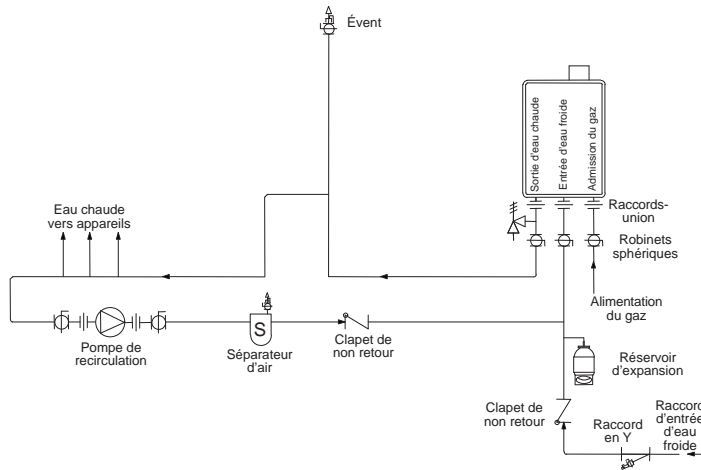 Évent
Sortie d'eau chaude
Entrée d'eau froide
Admission du gaz
Raccords-
union
Robinets
sphériques
Eau chaude
vers appareils
Alimentation
du gaz
Pompe de
recirculation
S
Séparateur
d'air
Clapet de
non retour
Réservoir
d'expansion
Clapet de
non retour
Raccord
en Y
Raccord
d'entrée
d'eau
froide